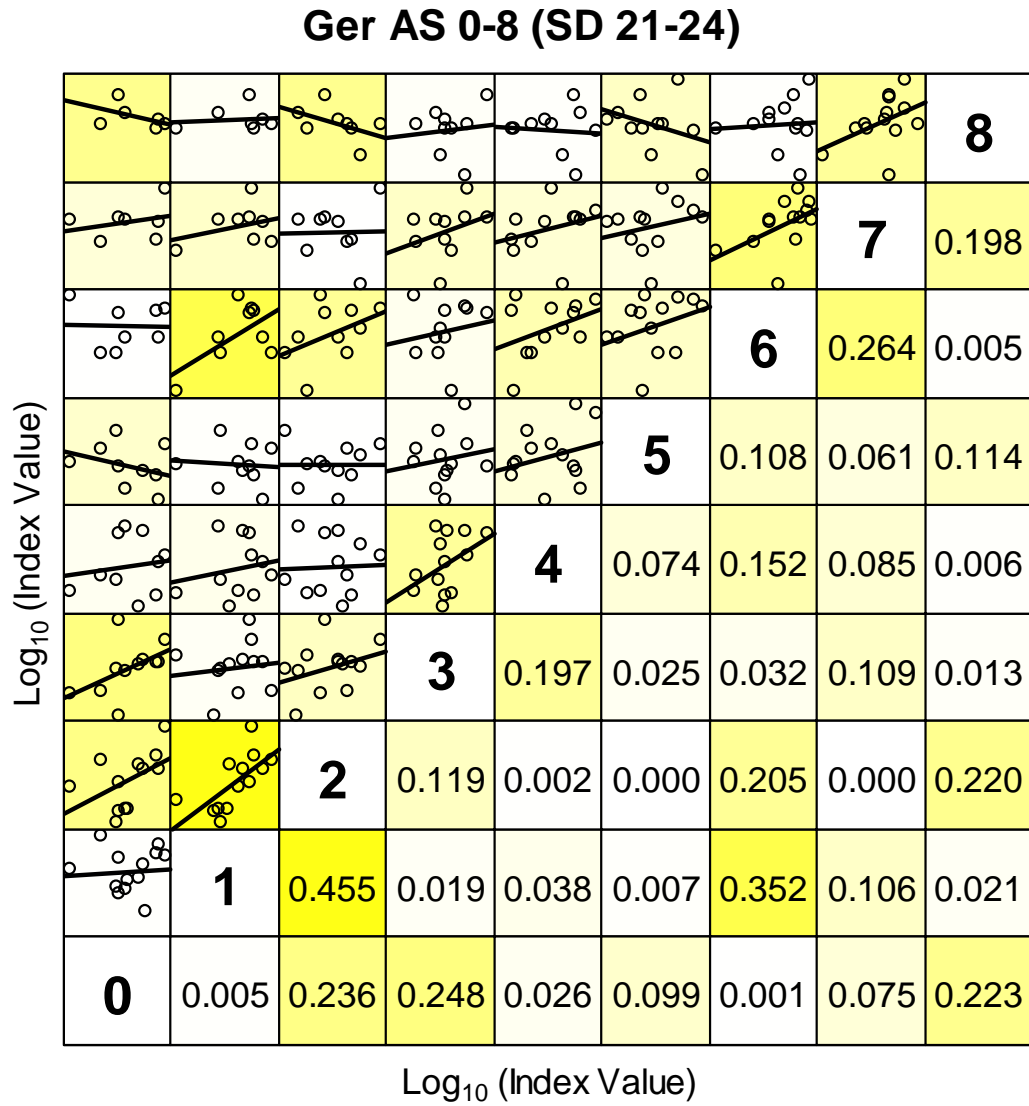 Ger AS 0-8 (SD 21-24)
8
7 0.198
6 0.264 0.005
5 0.108 0.061 0.114
4 0.074 0.152 0.085 0.006
3 0.197 0.025 0.032 0.109 0.013
2 0.119 0.002 0.000 0.205 0.000 0.220
1 0.455 0.019 0.038 0.007 0.352 0.106 0.021
0 0.005 0.236 0.248 0.026 0.099 0.001 0.075 0.223
Log₁₀ (Index Value)
Log₁₀ (Index Value)